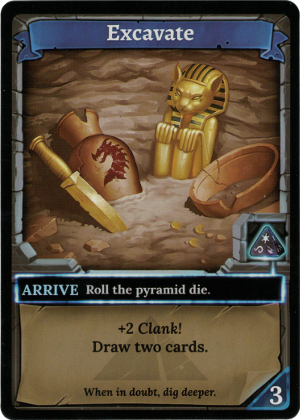 Excavate
ARRIVE Roll the pyramid die.
+2 Clank!
Draw two cards.
When in doubt, dig deeper.
3